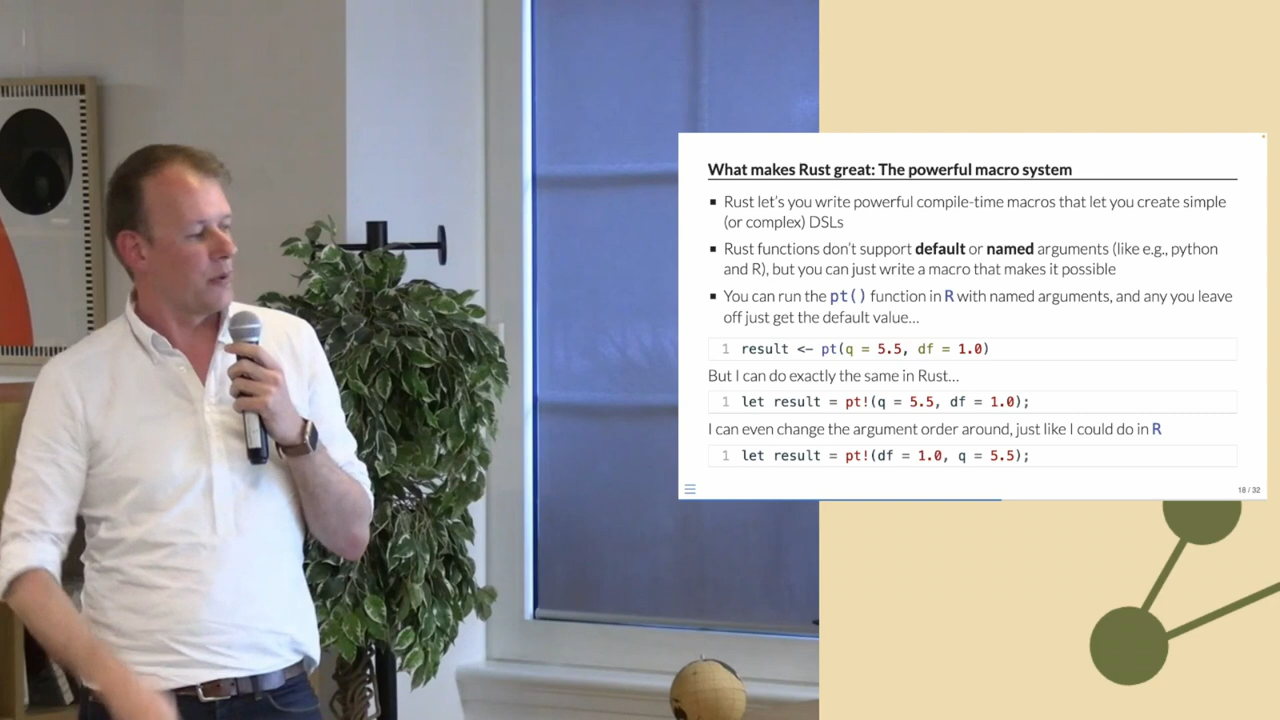 What makes Rust great: The powerful macro system
▪ Rust let's you write powerful compile-time macros that let you create simple
(or complex) DSLs
▪ Rust functions don't support default or named arguments (like e.g., python
and R), but you can just write a macro that makes it possible
▪ You can run the pt() function in R with named arguments, and any you leave
off just get the default value...
1 result <- pt(q = 5.5, df = 1.0)
But I can do exactly the same in Rust...
1 let result = pt!(q = 5.5, df = 1.0);
I can even change the argument order around, just like I could do in R
1 let result = pt!(df = 1.0, q = 5.5);
18 / 32